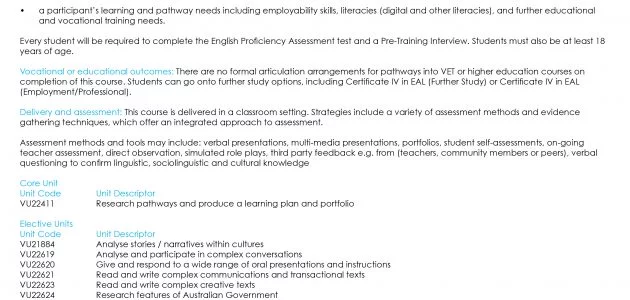 • a participant's learning and pathway needs including employability skills, literacies (digital and other literacies), and further educational
and vocational training needs.
Every student will be required to complete the English Proficiency Assessment test and a Pre-Training Interview. Students must also be at least 18
years of age.
Vocational or educational outcomes: There are no formal articulation arrangements for pathways into VET or higher education courses on
completion of this course. Students can go onto further study options, including Certificate IV in EAL (Further Study) or Certificate IV in EAL
(Employment/Professional).
Delivery and assessment: This course is delivered in a classroom setting. Strategies include a variety of assessment methods and evidence
gathering techniques, which offer an integrated approach to assessment.
Assessment methods and tools may include: verbal presentations, multi-media presentations, portfolios, student self-assessments, on-going
teacher assessment, direct observation, simulated role plays, third party feedback e.g. from (teachers, community members or peers), verbal
questioning to confirm linguistic, sociolinguistic and cultural knowledge
Core Unit
Unit Code Unit Descriptor
VU22411 Research pathways and produce a learning plan and portfolio
Elective Units
Unit Code Unit Descriptor
VU21884 Analyse stories / narratives within cultures
VU22619 Analyse and participate in complex conversations
VU22620 Give and respond to a wide range of oral presentations and instructions
VU22621 Read and write complex communications and transactional texts
VU22623 Read and write complex creative texts
VU22624 Research features of Australian Government